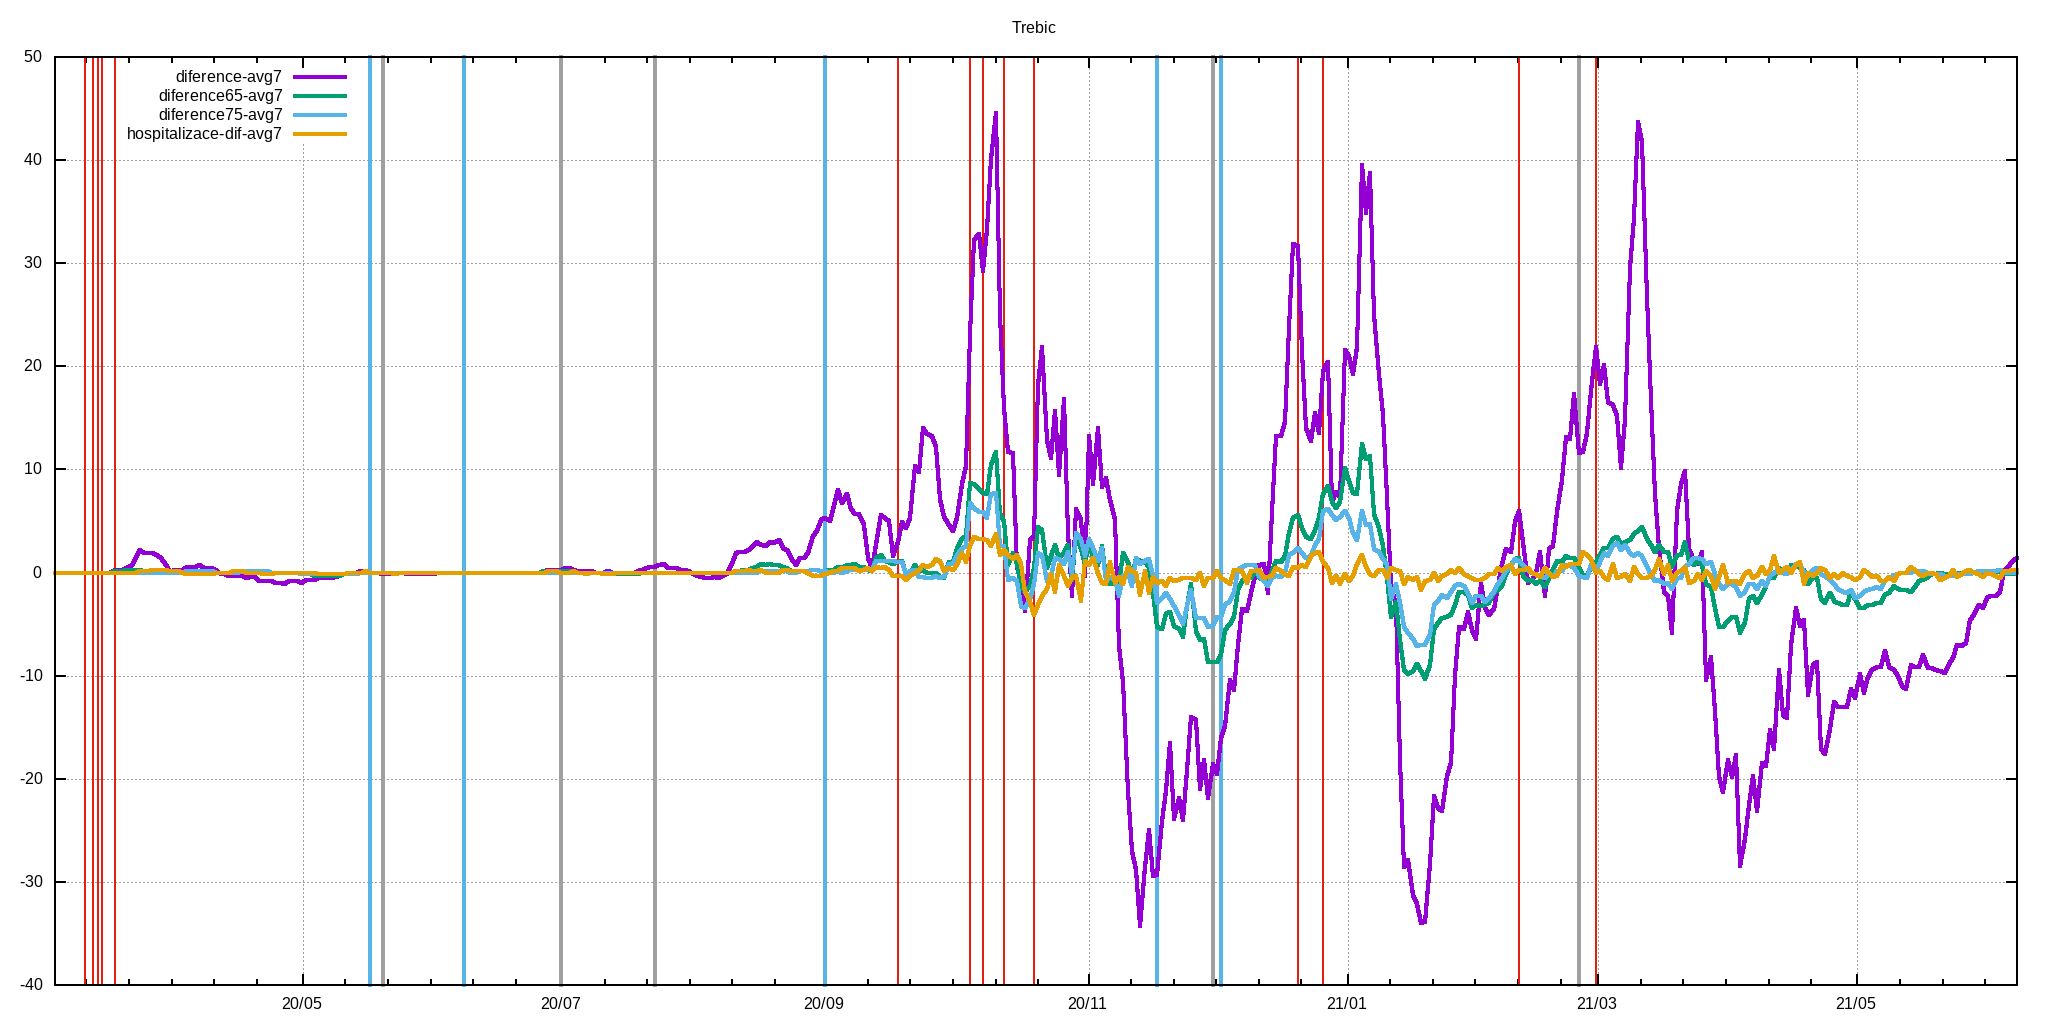 Trebic
50
diference-avg7
diference65-avg7
diference75-avg7
hospitalizace-dif-avg7
40
30
20
10
0
-10
-20
-30
-40
20/05 20/07 20/09 20/11 21/01 21/03 21/05